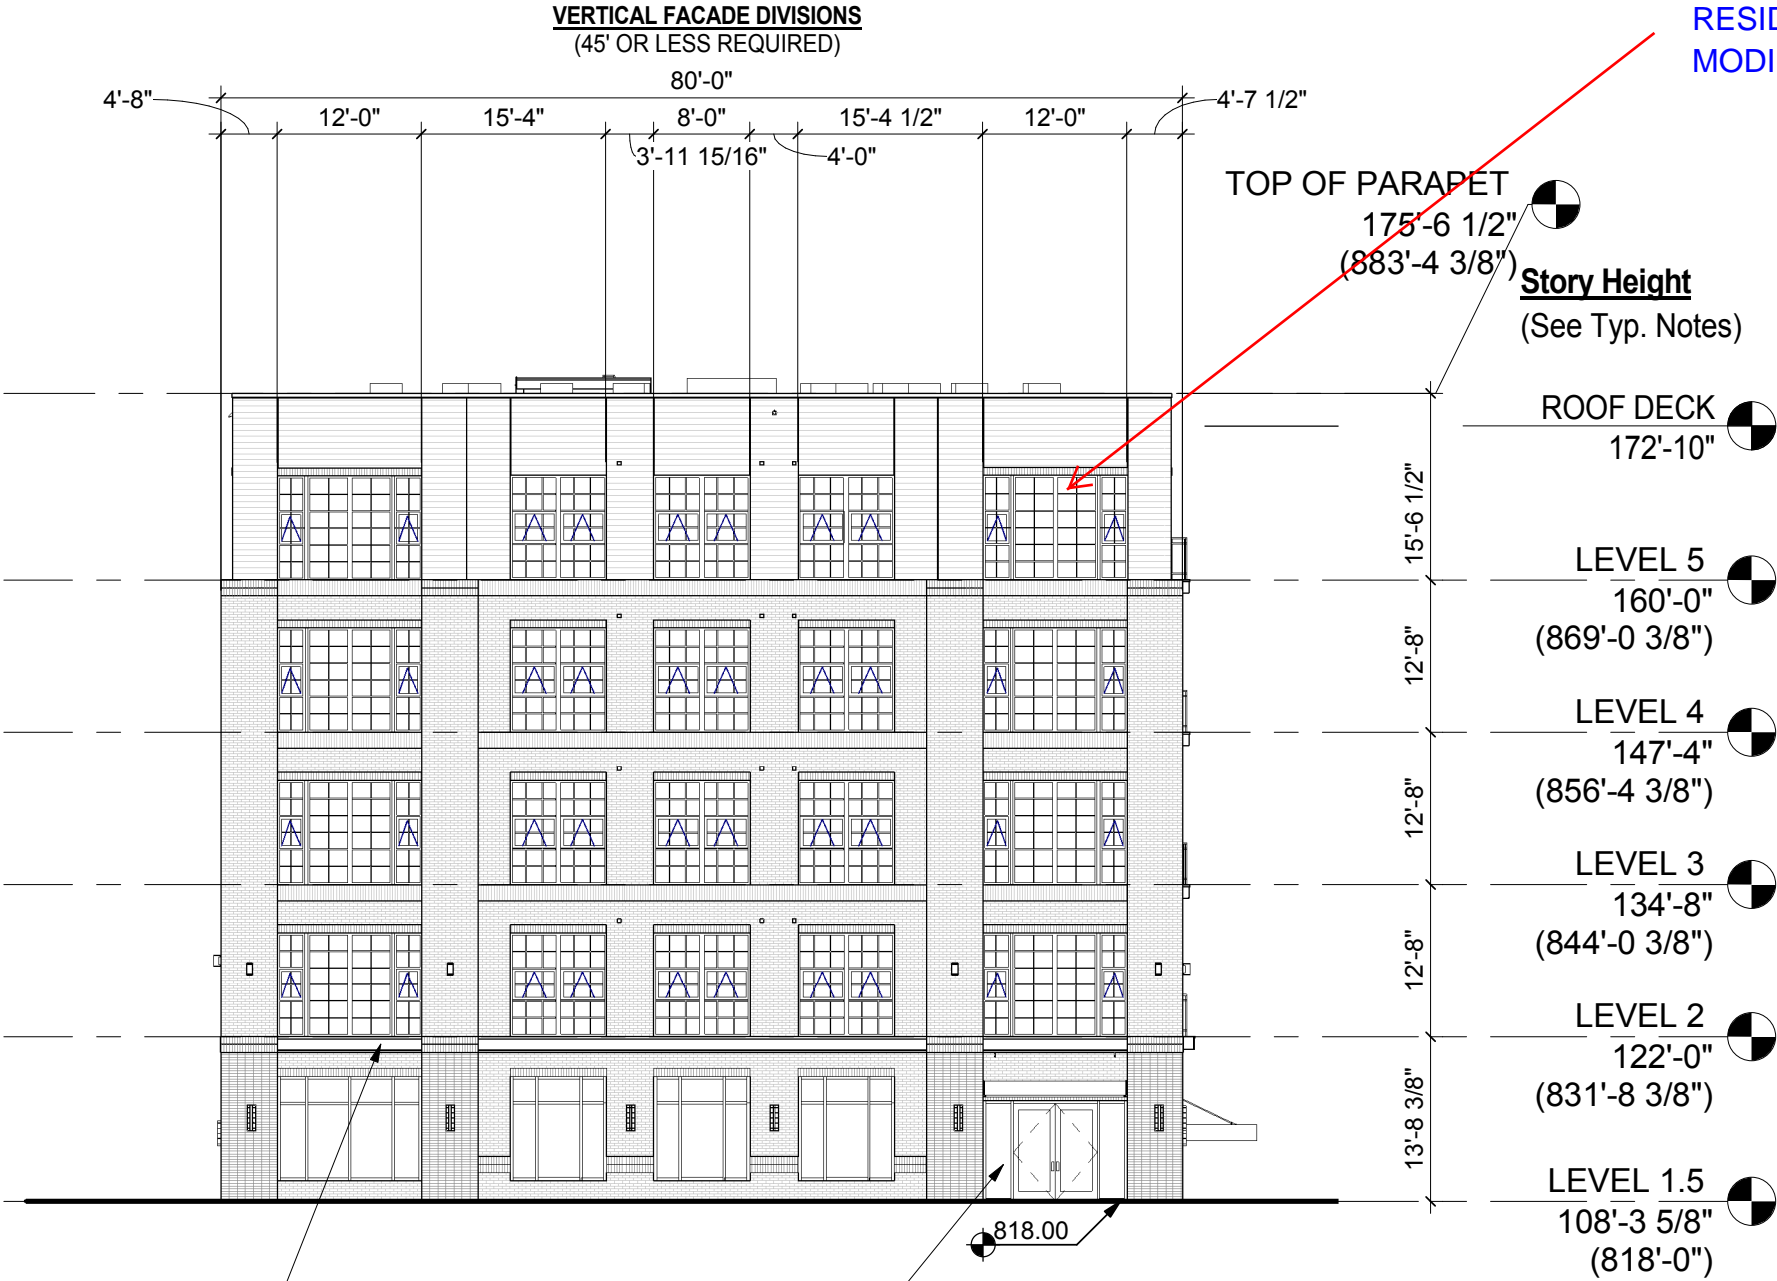 VERTICAL FACADE DIVISIONS
(45' OR LESS REQUIRED)
80'-0"
4'-8"
12'-0"
15'-4"
8'-0"
15'-4 1/2"
12'-0"
4'-7 1/2"
3'-11 15/16"
4'-0"
TOP OF PARAPET
175'-6 1/2"
(883'-4 3/8")
Story Height
(See Typ. Notes)
ROOF DECK
172'-10"
15'-6 1/2"
LEVEL 5
160'-0"
(869'-0 3/8")
12'-8"
LEVEL 4
147'-4"
(856'-4 3/8")
12'-8"
LEVEL 3
134'-8"
(844'-0 3/8")
12'-8"
LEVEL 2
122'-0"
(831'-8 3/8")
13'-8 3/8"
LEVEL 1.5
108'-3 5/8"
(818'-0")
818.00